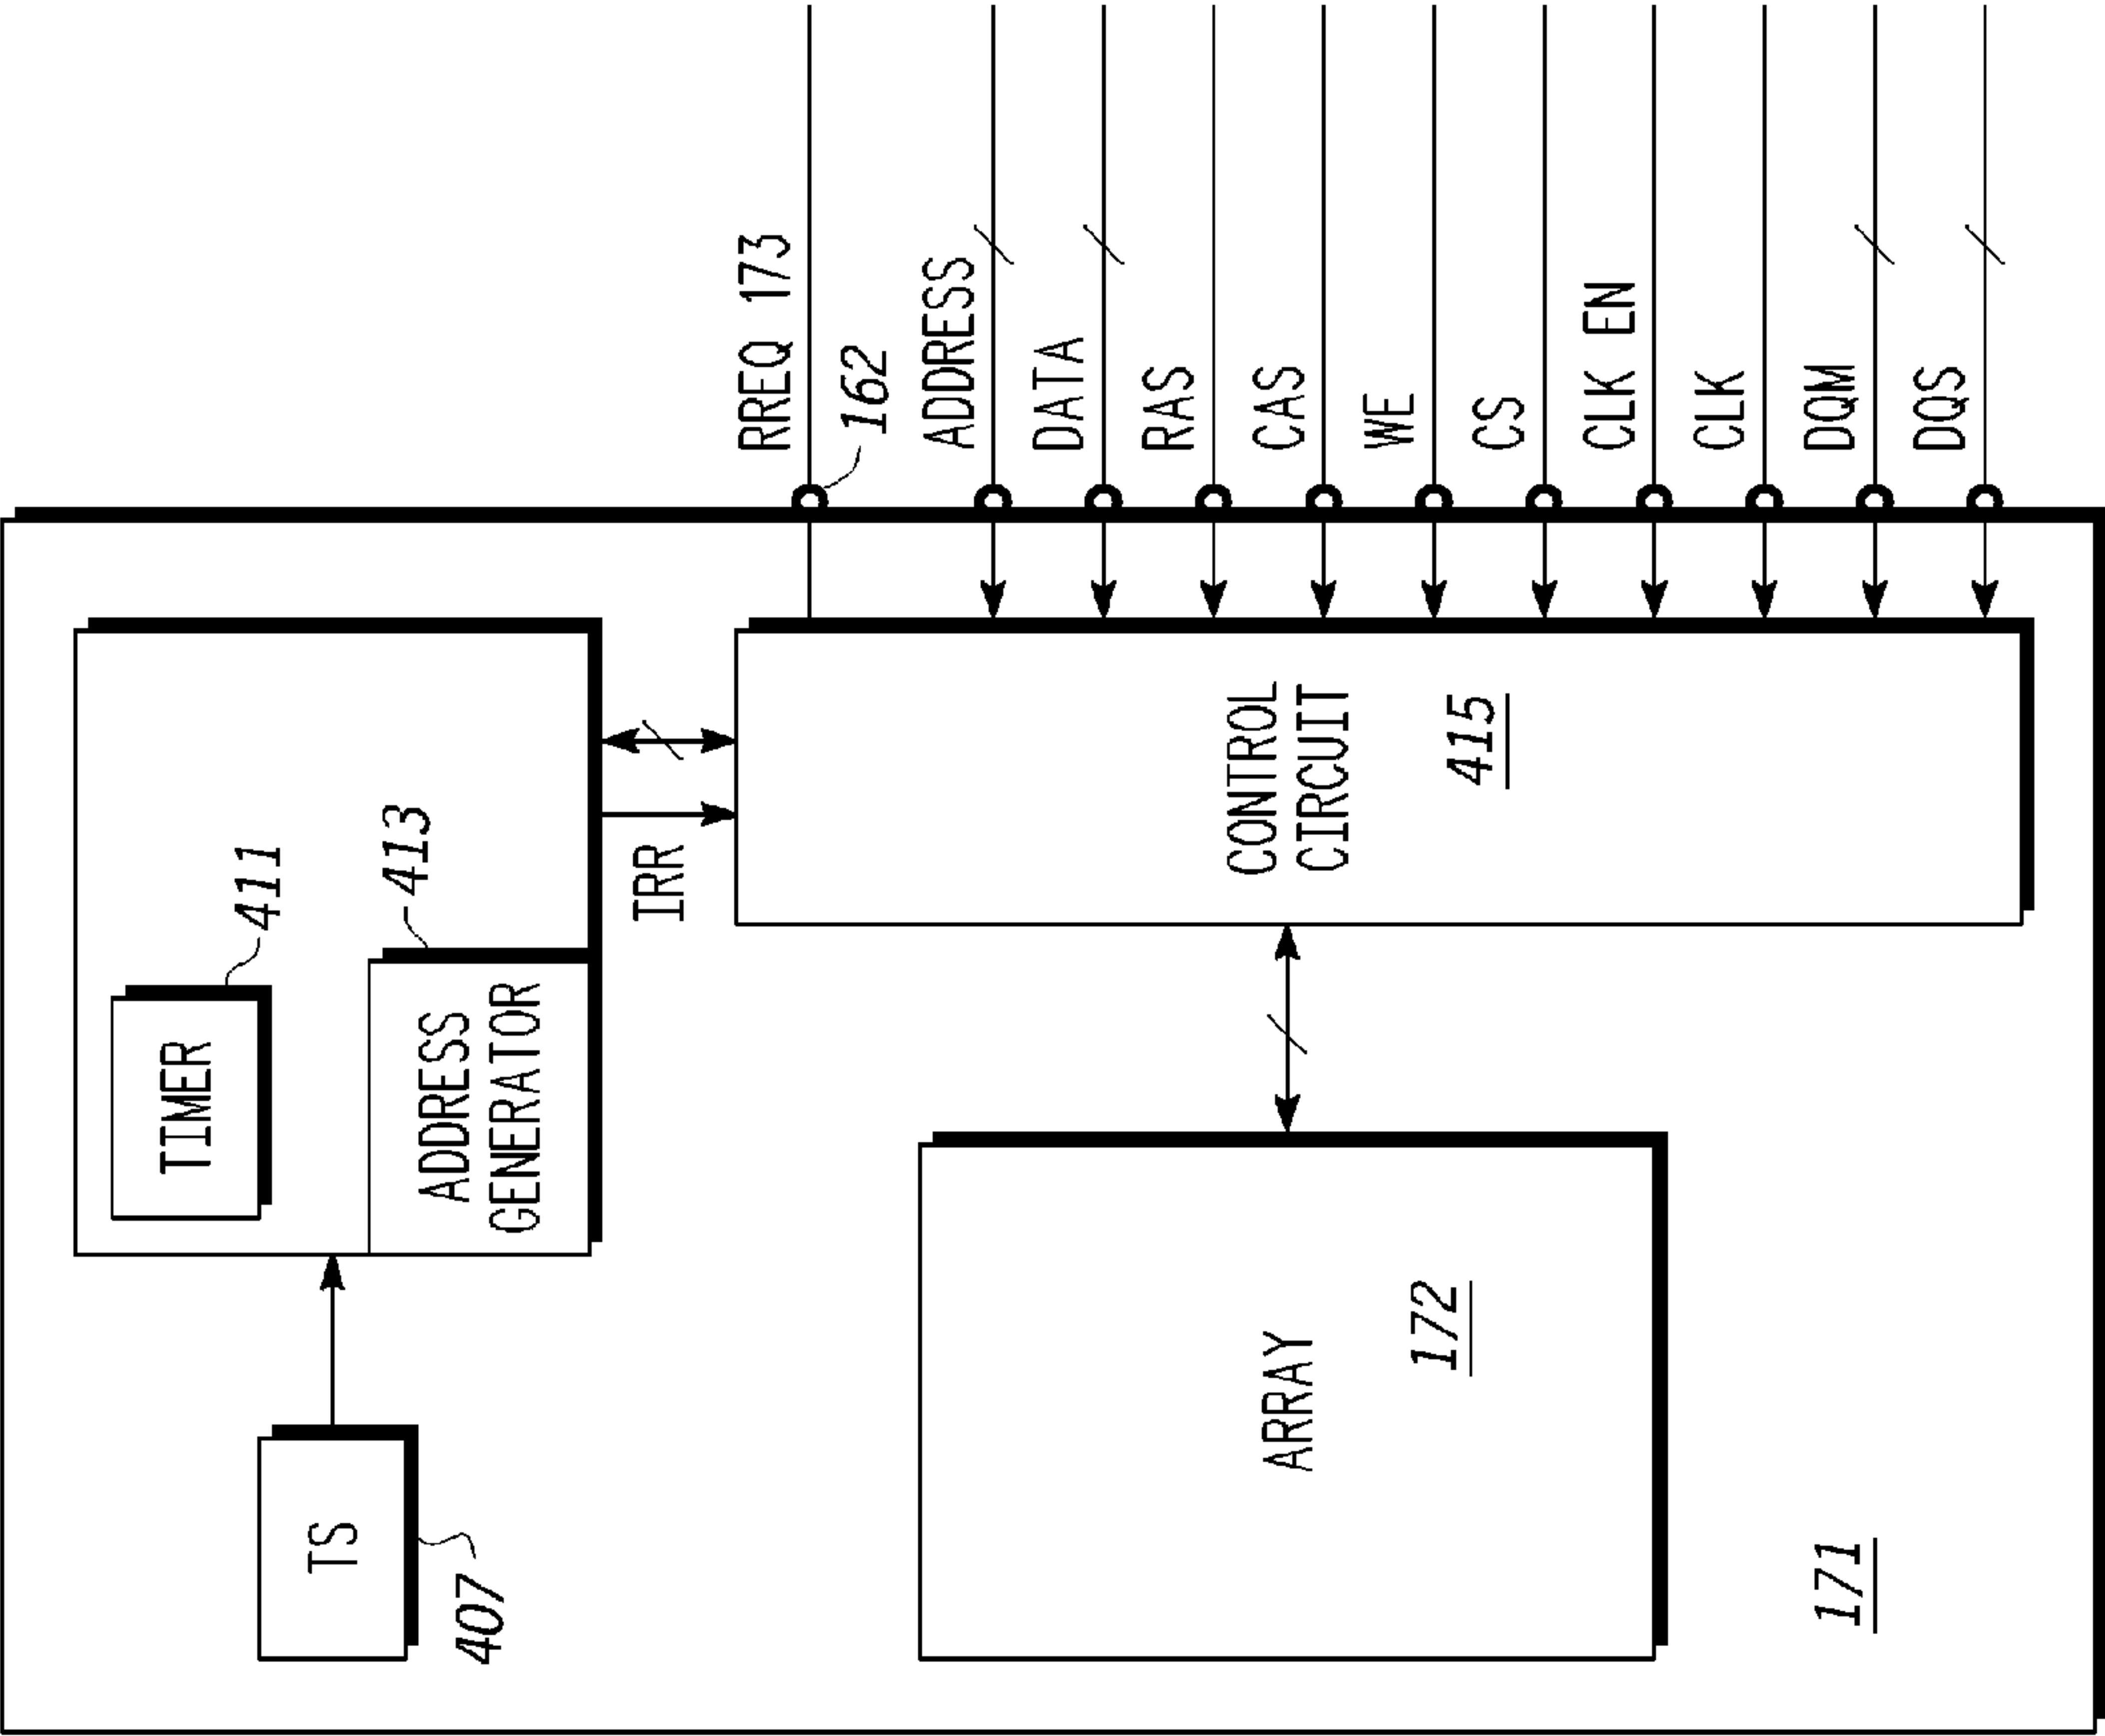 TS
407
TIMER
411
ADDRESS
GENERATOR
413
IRR
ARRAY
172
CONTROL
CIRCUIT
415
171
RREQ 173
162
ADDRESS
DATA
RAS
CAS
WE
CS
CLK EN
CLK
DQM
DQS